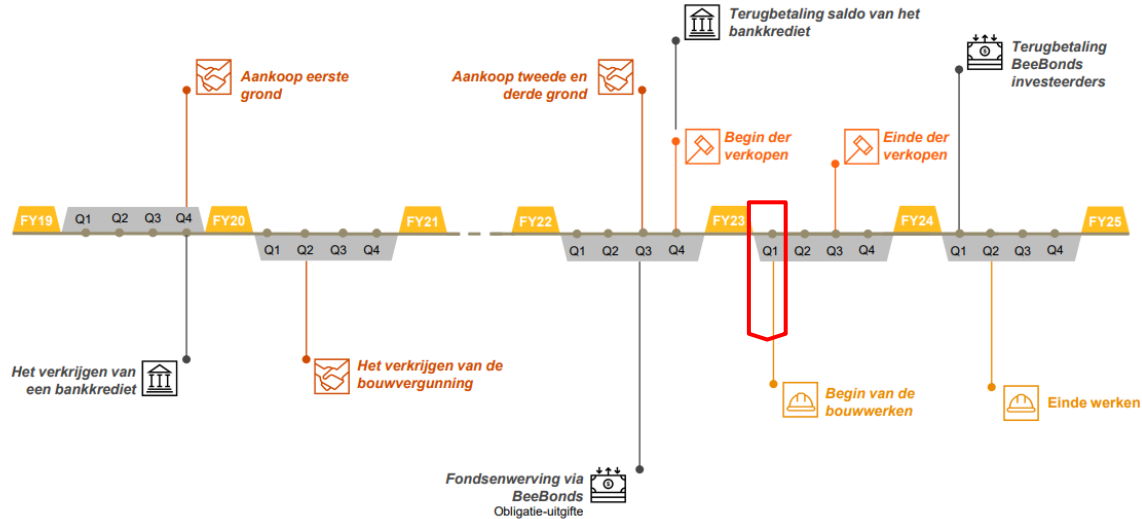 Terugbetaling saldo van het
bankkrediet
Terugbetaling
BeeBonds
investeerders
Aankoop eerste
grond
Aankoop tweede en
derde grond
Begin der
verkopen
Einde der
verkopen
FY19 Q1 Q2 Q3 Q4 FY20 FY21 FY22 FY23 FY24 FY25
Q1 Q2 Q3 Q4 Q1 Q2 Q3 Q4 Q1 Q2 Q3 Q4 Q1 Q2 Q3 Q4
Het verkrijgen van
een bankkrediet
Het verkrijgen van de
bouwvergunning
Begin van de
bouwwerken
Einde werken
Fondsenwerving via
BeeBonds
Obligatie-uitgifte